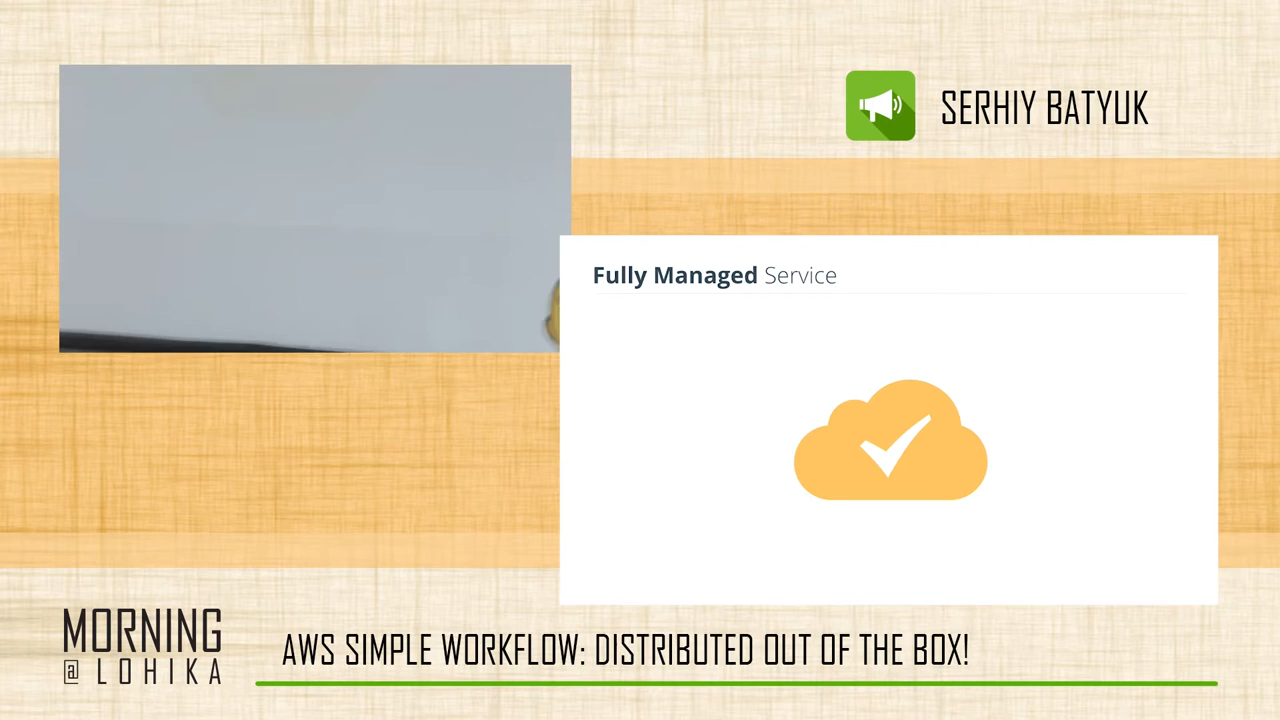 SERHIY BATYUK
Fully Managed Service
MORNING
@ LOHIKA
AWS SIMPLE WORKFLOW: DISTRIBUTED OUT OF THE BOX!